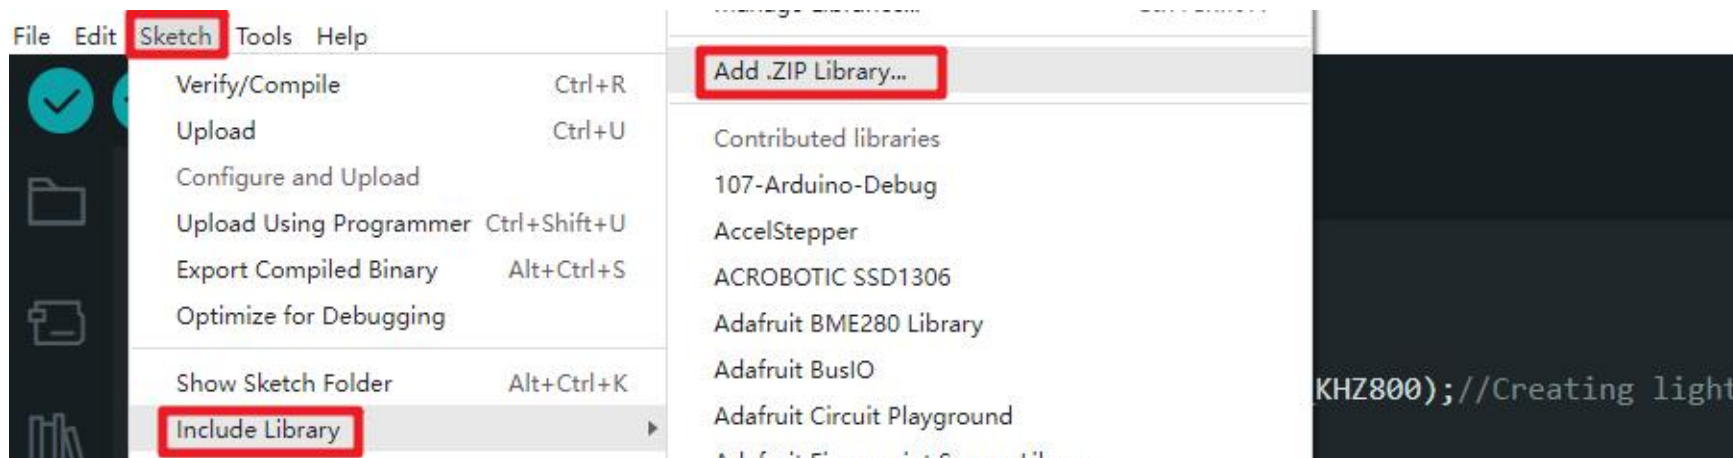 File Edit Sketch Tools Help
Verify/Compile Ctrl+R
Upload Ctrl+U
Configure and Upload
Upload Using Programmer Ctrl+Shift+U
Export Compiled Binary Alt+Ctrl+S
Optimize for Debugging
Show Sketch Folder Alt+Ctrl+K
Include Library
Add .ZIP Library...
Contributed libraries
107-Arduino-Debug
AccelStepper
ACROBOTIC SSD1306
Adafruit BME280 Library
Adafruit BusIO
Adafruit Circuit Playground
KHZ800);//Creating light